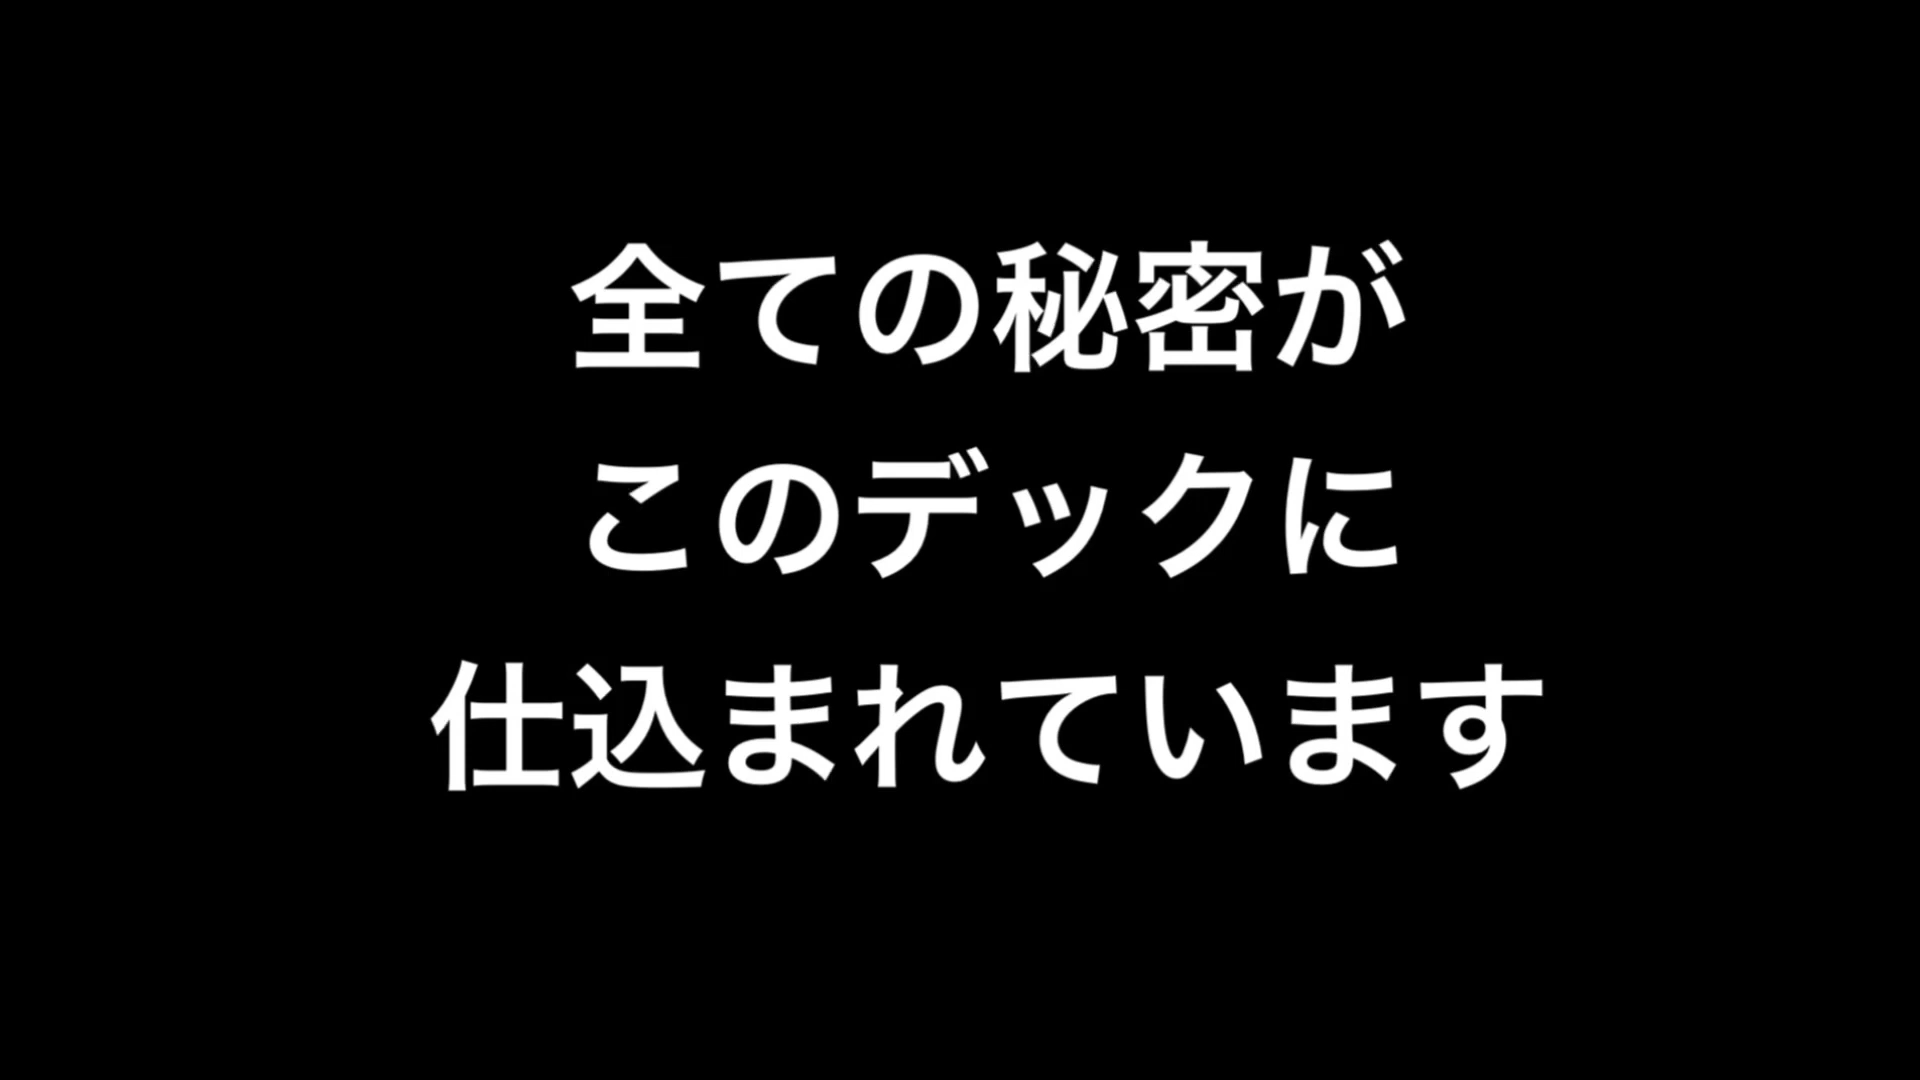 全ての秘密が
このデックに
仕込まれています